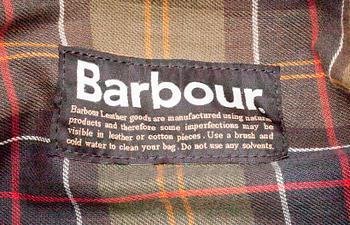 Barbour.
Barbour Leather goods are manufactured using nature
products and therefore some imperfections may be
visible in leather or cotton pieces. Use a brush and
cold water to clean your bag. Do not use any solvents.